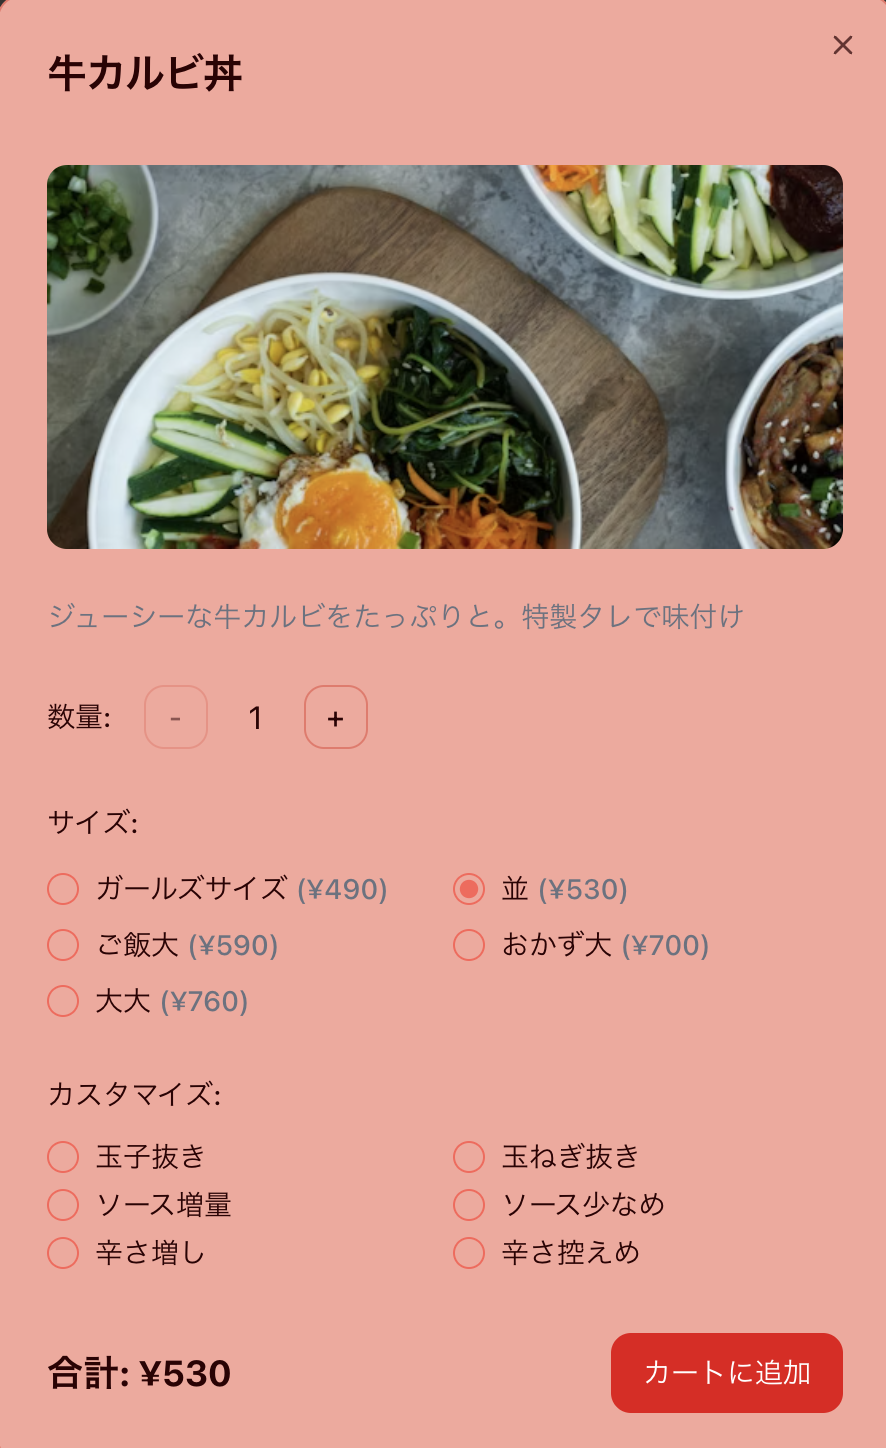 牛カルビ丼
ジューシーな牛カルビをたっぷりと。特製タレで味付け
数量: - 1 +
サイズ:
ガールズサイズ (¥490) 並 (¥530)
ご飯大 (¥590) おかず大 (¥700)
大大 (¥760)
カスタマイズ:
玉子抜き 玉ねぎ抜き
ソース増量 ソース少なめ
辛さ増し 辛さ控えめ
合計: ¥530 カートに追加